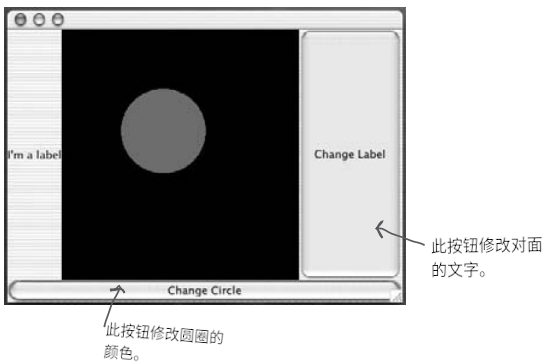 I'm a label
Change Label
此按钮修改对面
的文字。
Change Circle
此按钮修改圆圈的
颜色。